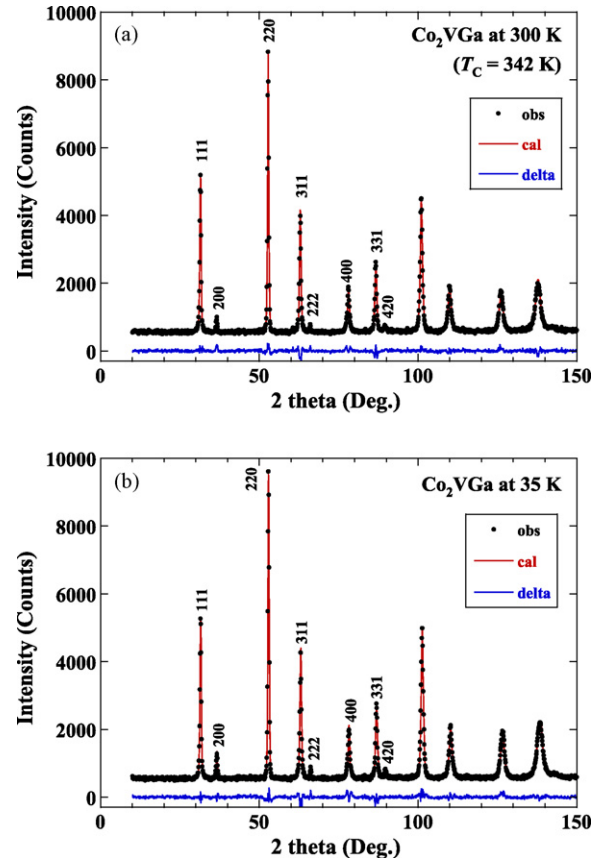 (a)
Co₂VGa at 300 K
(T_C = 342 K)
obs
cal
delta
111
200
220
311
222
400
331
420
Intensity (Counts)
10000
8000
6000
4000
2000
0
0
50
100
150
2 theta (Deg.)
(b)
Co₂VGa at 35 K
obs
cal
delta
111
200
220
311
222
400
331
420
Intensity (Counts)
10000
8000
6000
4000
2000
0
0
50
100
150
2 theta (Deg.)